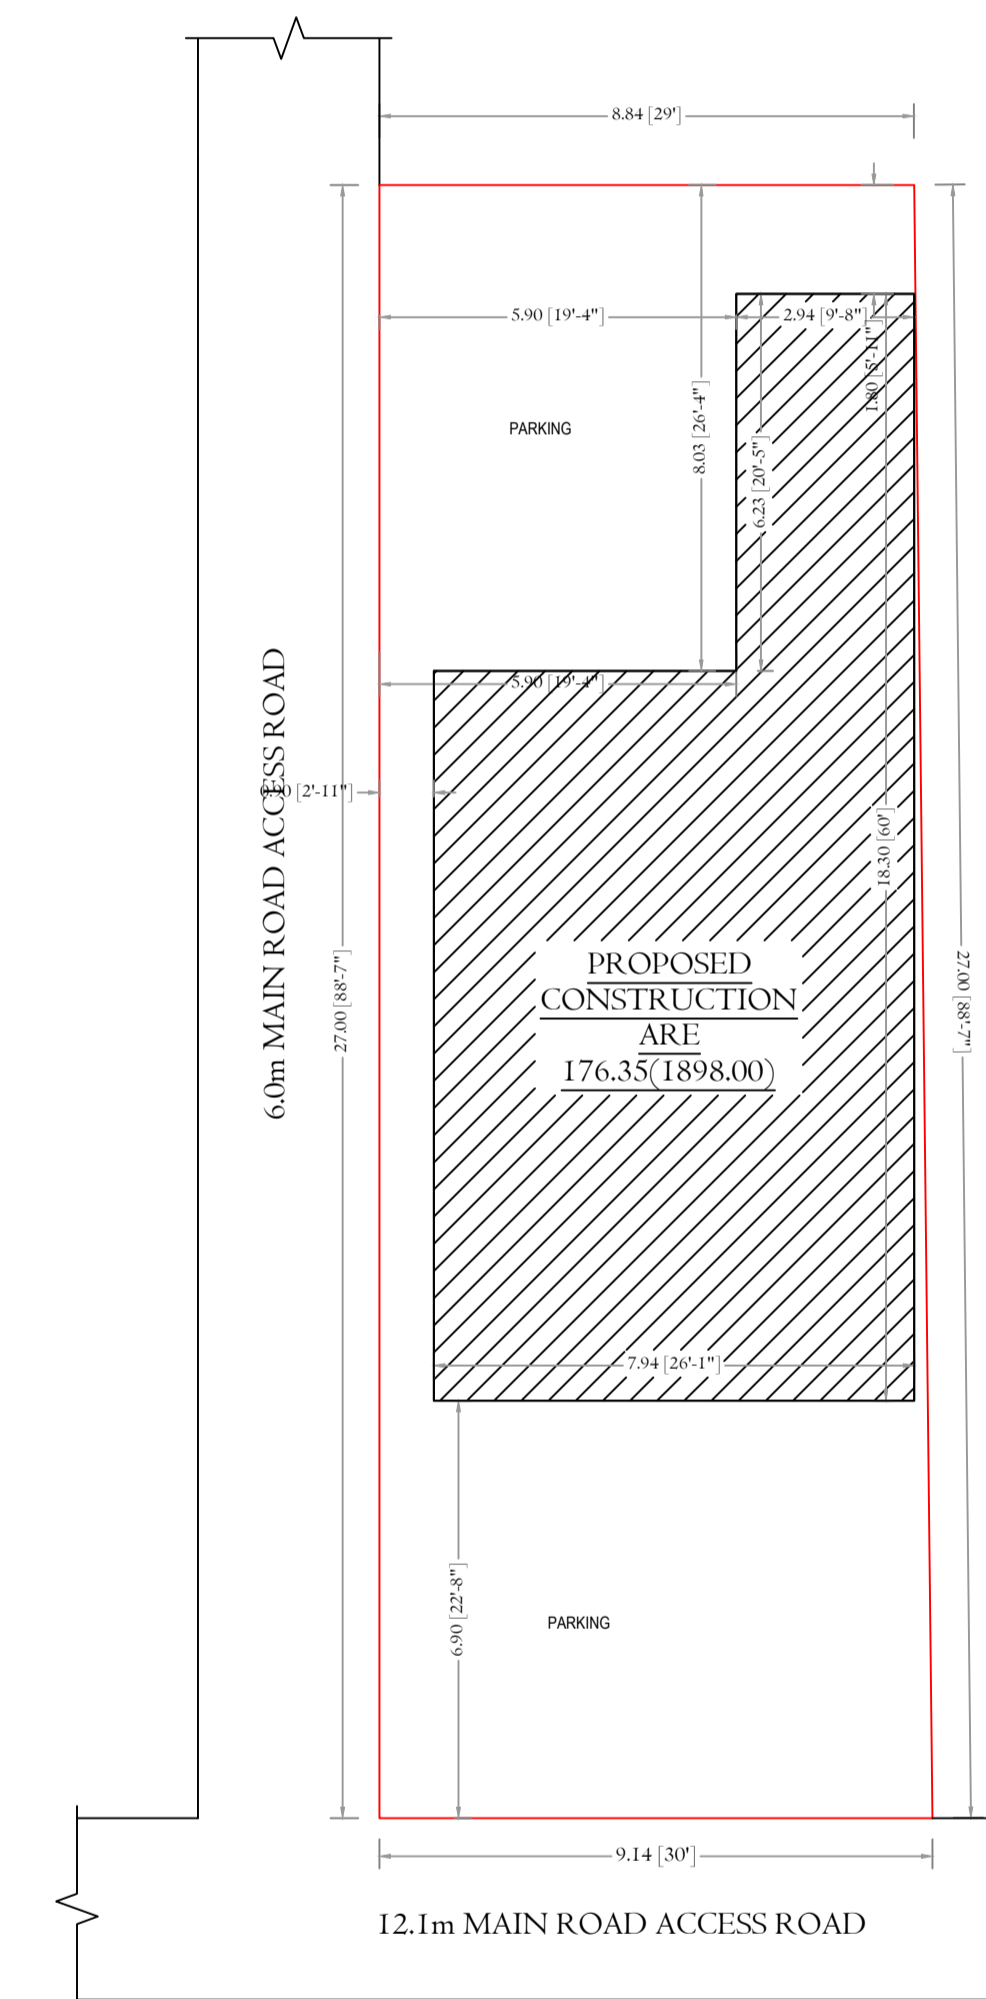 8.84 [29']
5.90 [19'-4"]
2.94 [9'-8"]
1.80 [5'-11"]
8.03 [26'-4"]
6.23 [20'-5"]
PARKING
5.90 [19'-4"]
[2'-11"]
6.0m MAIN ROAD ACCESS ROAD
27.00 [88'-7"]
18.30 [60']
27.00 [88'-7"]
PROPOSED
CONSTRUCTION
ARE
176.35(1898.00)
7.94 [26'-1"]
6.90 [22'-8"]
PARKING
9.14 [30']
12.1m MAIN ROAD ACCESS ROAD